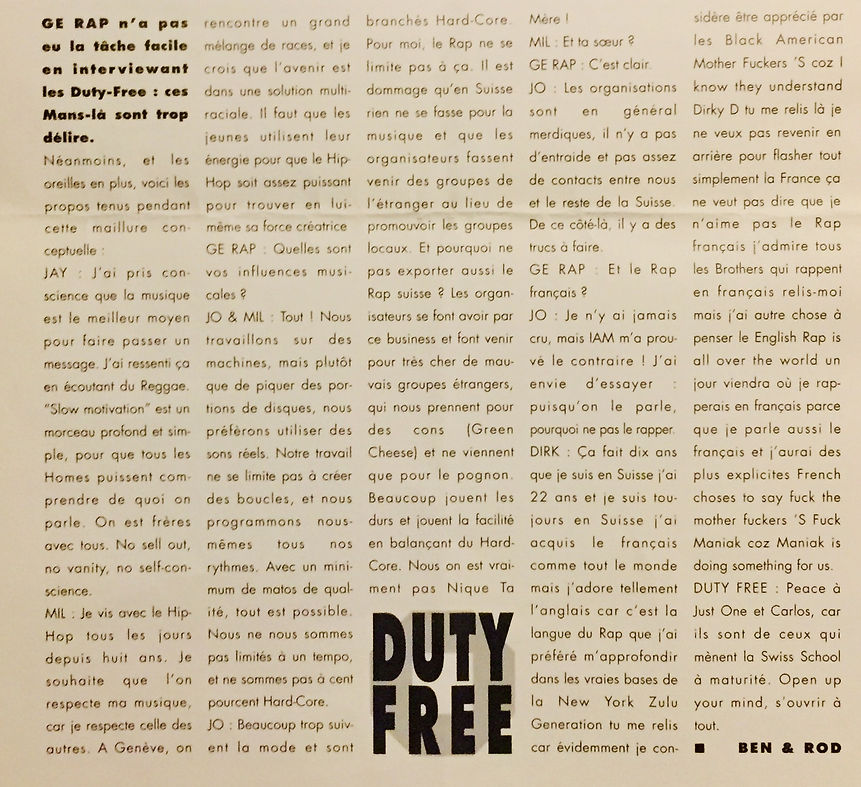 GE RAP n'a pas
eu la tâche facile
en interviewant
les Duty-Free : ces
Mans-là sont trop
délire.
Néanmoins, et les
oreilles en plus, voici les
propos tenus pendant
cette maillure con-
ceptuelle :
JAY : J'ai pris con-
science que la musique
est le meilleur moyen
pour faire passer un
message. J'ai ressenti ça
en écoutant du Reggae.
"Slow motivation" est un
morceau profond et sim-
ple, pour que tous les
Homes puissent com-
prendre de quoi on
parle. On est frères
avec tous. No sell out,
no vanity, no self-con-
science.
MIL : Je vis avec le Hip-
Hop tous les jours
depuis huit ans. Je
souhaite que l'on
respecte ma musique,
car je respecte celle des
autres. A Genève, on
rencontre un grand
mélange de races, et je
crois que l'avenir est
dans une solution multi-
raciale. Il faut que les
jeunes utilisent leur
énergie pour que le Hip-
Hop soit assez puissant
pour trouver en lui-
même sa force créatrice
GE RAP : Quelles sont
vos influences musi-
cales ?
JO & MIL : Tout ! Nous
travaillons sur des
machines, mais plutôt
que de piquer des por-
tions de disques, nous
préférons utiliser des
sons réels. Notre travail
ne se limite pas à créer
des boucles, et nous
programmons nous-
mêmes tous nos
rythmes. Avec un mini-
mum de matos de qual-
ité, tout est possible.
Nous ne nous sommes
pas limités à un tempo,
et ne sommes pas à cent
pourcent Hard-Core.
JO : Beaucoup trop suiv-
ent la mode et sont
branchés Hard-Core.
Pour moi, le Rap ne se
limite pas à ça. Il est
dommage qu'en Suisse
rien ne se fasse pour la
musique et que les
organisateurs fassent
venir des groupes de
l'étranger au lieu de
promouvoir les groupes
locaux. Et pourquoi ne
pas exporter aussi le
Rap suisse ? Les organ-
isateurs se font avoir par
ce business et font venir
pour très cher de mau-
vais groupes étrangers,
qui nous prennent pour
des cons (Green
Cheese) et ne viennent
que pour le pognon.
Beaucoup jouent les
durs et jouent la facilité
en balançant du Hard-
Core. Nous on est vrai-
ment pas Nique Ta
DUTY
FREE
Mère !
MIL : Et ta sœur ?
GE RAP : C'est clair.
JO : Les organisations
sont en général
merdiques, il n'y a pas
d'entraide et pas assez
de contacts entre nous
et le reste de la Suisse.
De ce côté-là, il y a des
trucs à faire.
GE RAP : Et le Rap
français ?
JO : Je n'y ai jamais
cru, mais IAM m'a prou-
vé le contraire ! J'ai
envie d'essayer :
puisqu'on le parle,
pourquoi ne pas le rapper.
DIRK : Ça fait dix ans
que je suis en Suisse j'ai
22 ans et je suis tou-
jours en Suisse j'ai
acquis le français
comme tout le monde
mais j'adore tellement
l'anglais car c'est la
langue du Rap que j'ai
préféré m'approfondir
dans les vraies bases de
la New York Zulu
Generation tu me relis
car évidemment je con-
sidère être apprécié par
les Black American
Mother Fuckers 'S coz I
know they understand
Dirky D tu me relis là je
ne veux pas revenir en
arrière pour flasher tout
simplement la France ça
ne veut pas dire que je
n'aime pas le Rap
français j'admire tous
les Brothers qui rappent
en français relis-moi
mais j'ai autre chose à
penser le English Rap is
all over the world un
jour viendra où je rap-
perais en français parce
que je parle aussi le
français et j'aurai des
plus explicites French
choses to say fuck the
mother fuckers 'S Fuck
Maniak coz Maniak is
doing something for us.
DUTY FREE : Peace à
Just One et Carlos, car
ils sont de ceux qui
mènent la Swiss School
à maturité. Open up
your mind, s'ouvrir à
tout.
■ BEN & ROD